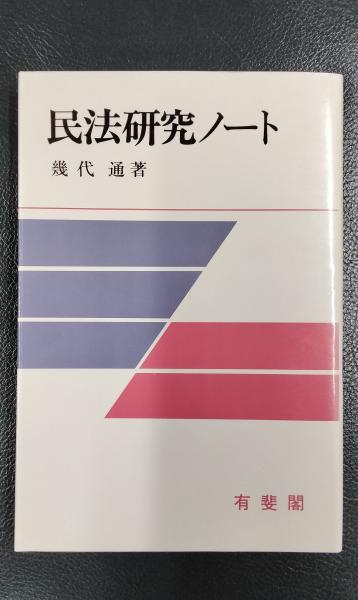 民法研究ノート
幾代 通著
有斐閣